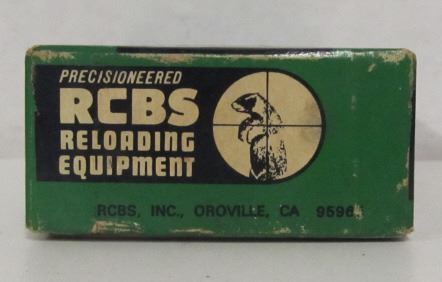 PRECISIONEERED
RCBS
RELOADING
EQUIPMENT
RCBS, INC., OROVILLE, CA